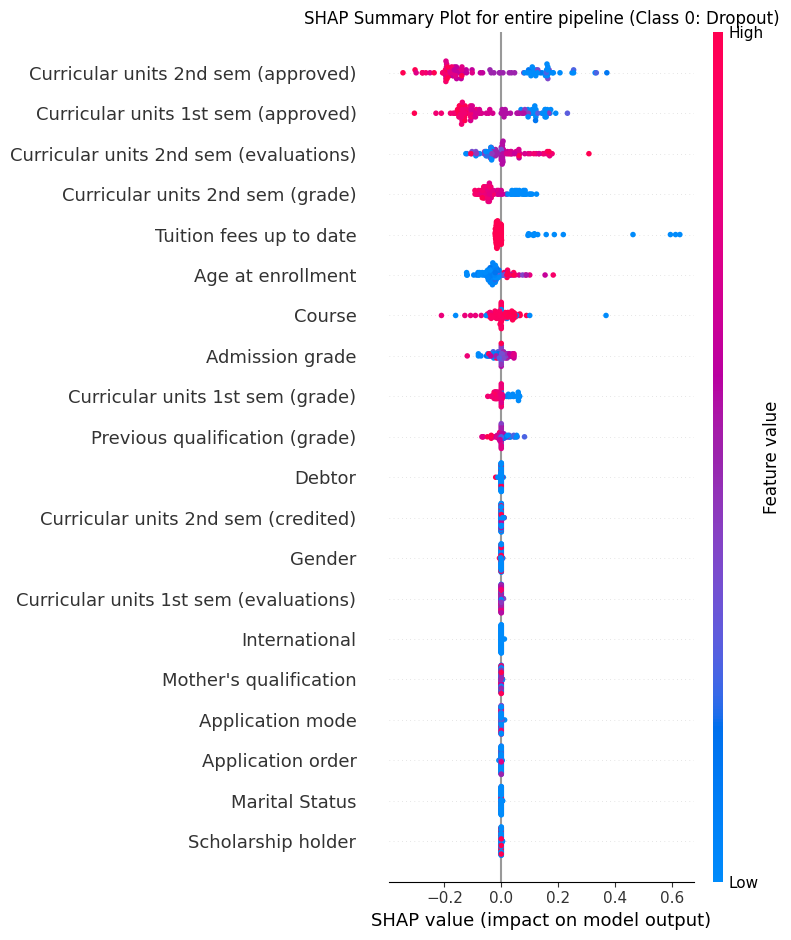 SHAP Summary Plot for entire pipeline (Class 0: Dropout)
High
Curricular units 2nd sem (approved)
Curricular units 1st sem (approved)
Curricular units 2nd sem (evaluations)
Curricular units 2nd sem (grade)
Tuition fees up to date
Age at enrollment
Course
Admission grade
Curricular units 1st sem (grade)
Previous qualification (grade)
Debtor
Curricular units 2nd sem (credited)
Gender
Curricular units 1st sem (evaluations)
International
Mother's qualification
Application mode
Application order
Marital Status
Scholarship holder
Feature value
Low
−0.2 0.0 0.2 0.4 0.6
SHAP value (impact on model output)